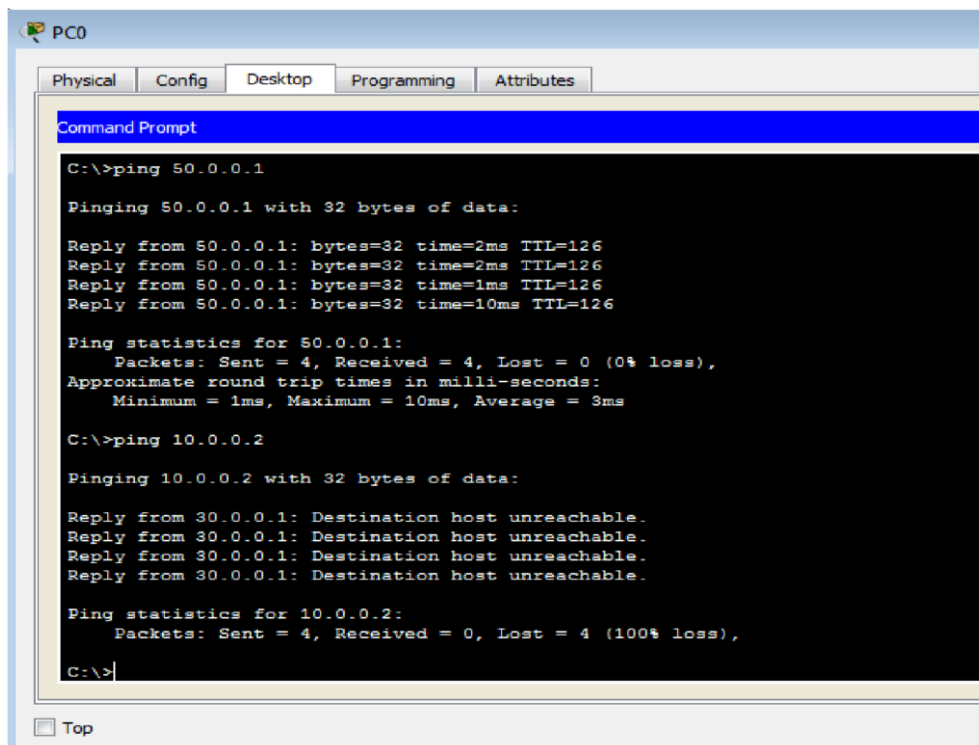 PC0
Physical Config Desktop Programming Attributes
Command Prompt
C:\>ping 50.0.0.1
Pinging 50.0.0.1 with 32 bytes of data:
Reply from 50.0.0.1: bytes=32 time=2ms TTL=126
Reply from 50.0.0.1: bytes=32 time=2ms TTL=126
Reply from 50.0.0.1: bytes=32 time=1ms TTL=126
Reply from 50.0.0.1: bytes=32 time=10ms TTL=126
Ping statistics for 50.0.0.1:
Packets: Sent = 4, Received = 4, Lost = 0 (0% loss),
Approximate round trip times in milli-seconds:
Minimum = 1ms, Maximum = 10ms, Average = 3ms
C:\>ping 10.0.0.2
Pinging 10.0.0.2 with 32 bytes of data:
Reply from 30.0.0.1: Destination host unreachable.
Reply from 30.0.0.1: Destination host unreachable.
Reply from 30.0.0.1: Destination host unreachable.
Reply from 30.0.0.1: Destination host unreachable.
Ping statistics for 10.0.0.2:
Packets: Sent = 4, Received = 0, Lost = 4 (100% loss),
C:\>
Top